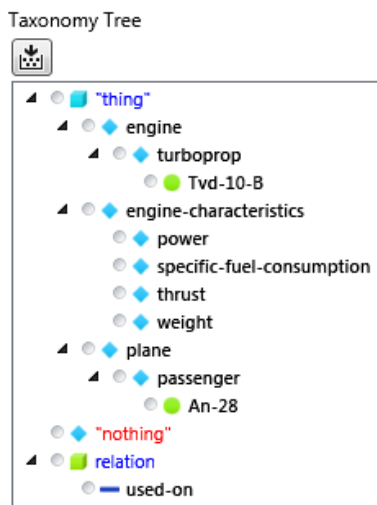 Taxonomy Tree
"thing"
engine
turboprop
Tvd-10-B
engine-characteristics
power
specific-fuel-consumption
thrust
weight
plane
passenger
An-28
"nothing"
relation
used-on